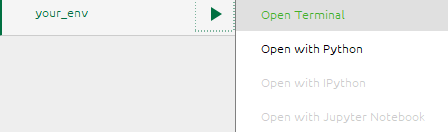 your_env
Open Terminal
Open with Python
Open with IPython
Open with Jupyter Notebook